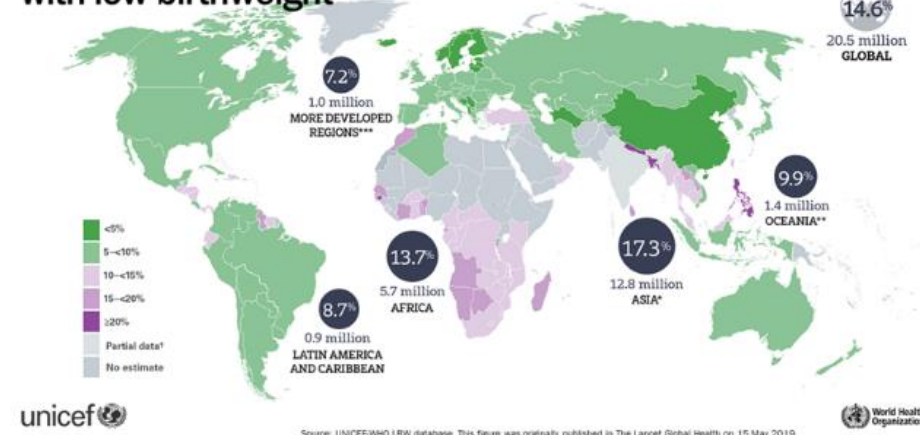 with low birthweight
14.6%
20.5 million
GLOBAL
7.2%
1.0 million
MORE DEVELOPED
REGIONS***
9.9%
1.4 million
OCEANIA**
<5%
5-<10%
10-<15%
15-<20%
≥20%
Partial data†
No estimate
13.7%
5.7 million
AFRICA
17.3%
12.8 million
ASIA*
8.7%
0.9 million
LATIN AMERICA
AND CARIBBEAN
unicef
World Healt
Organizatio
Source: UNICEF-WHO LBW database. This figure was originally published in The Lancet Global Health on 15 May 2019